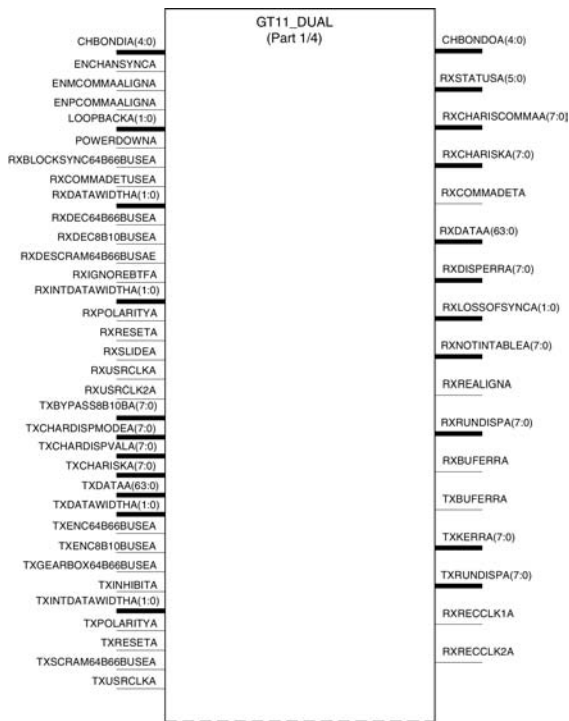 GT11_DUAL
(Part 1/4)
CHBONDIA(4:0)
ENCHANSYNCA
ENMCOMMAALIGNA
ENPCOMMAALIGNA
LOOPBACKA(1:0)
POWERDOWNA
RXBLOCKSYNC64B66BUSEA
RXCOMMADETUSEA
RXDATAWIDTHA(1:0)
RXDEC64B66BUSEA
RXDEC8B10BUSEA
RXDESCRAM64B66BUSAE
RXIGNOREBTFA
RXINTDATAWIDTHA(1:0)
RXPOLARITYA
RXRESETA
RXSLIDEA
RXUSRCLKA
RXUSRCLK2A
TXBYPASS8B10BA(7:0)
TXCHARDISPMODEA(7:0)
TXCHARDISPVALA(7:0)
TXCHARISKA(7:0)
TXDATAA(63:0)
TXDATAWIDTHA(1:0)
TXENC64B66BUSEA
TXENC8B10BUSEA
TXGEARBOX64B66BUSEA
TXINHIBITA
TXINTDATAWIDTHA(1:0)
TXPOLARITYA
TXRESETA
TXSCRAM64B66BUSEA
TXUSRCLKA
CHBONDOA(4:0)
RXSTATUSA(5:0)
RXCHARISCOMMAA(7:0)
RXCHARISKA(7:0)
RXCOMMADETA
RXDATAA(63:0)
RXDISPERRA(7:0)
RXLOSSOFSYNCA(1:0)
RXNOTINTABLEA(7:0)
RXREALIGNA
RXRUNDISPA(7:0)
RXBUFERRA
TXBUFERRA
TXKERRA(7:0)
TXRUNDISPA(7:0)
RXRECCLK1A
RXRECCLK2A